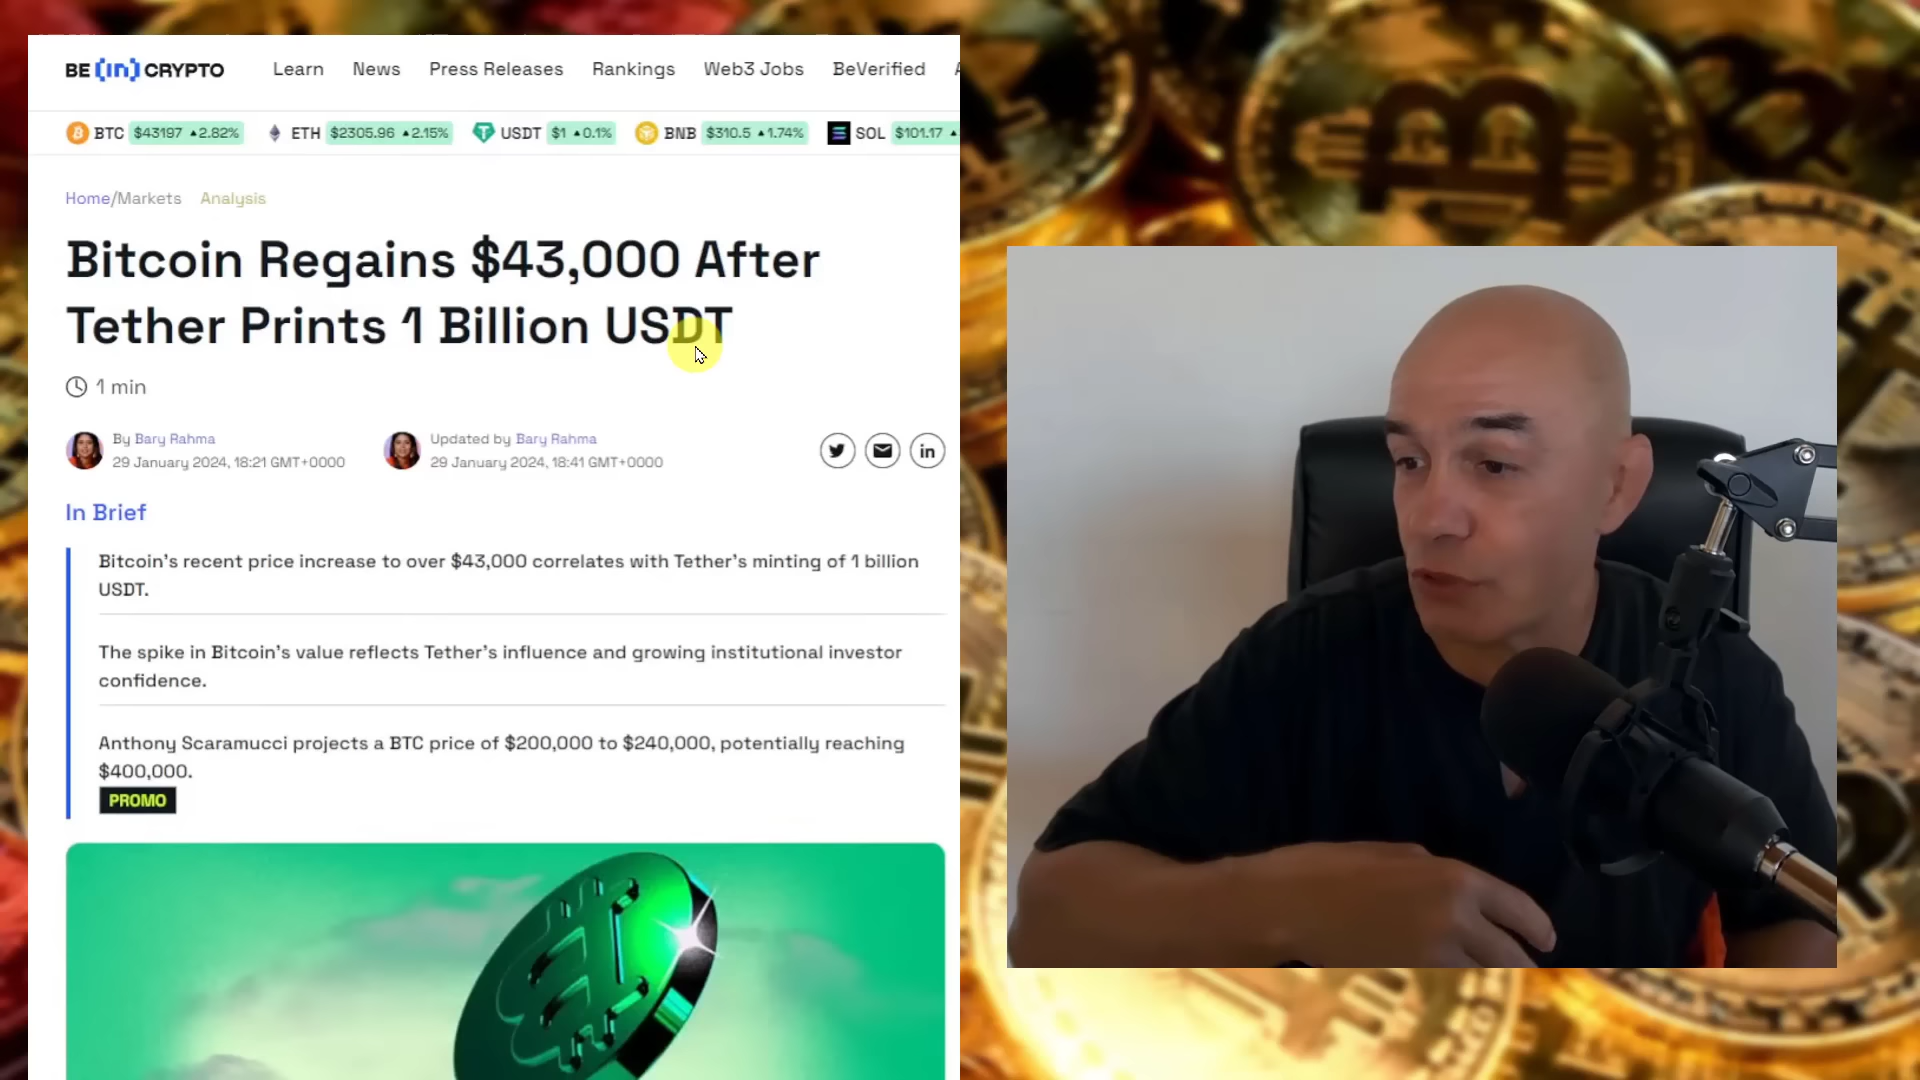 BE [in] CRYPTO Learn News Press Releases Rankings Web3 Jobs BeVerified
BTC $43197 ▲2.82% ETH $2305.96 ▲2.15% USDT $1 ▲0.1% BNB $310.5 ▲1.74% SOL $101.17 ▲
Home/Markets Analysis
Bitcoin Regains $43,000 After
Tether Prints 1 Billion USDT
1 min
By Bary Rahma
29 January 2024, 18:21 GMT+0000
Updated by Bary Rahma
29 January 2024, 18:41 GMT+0000
in
In Brief
Bitcoin's recent price increase to over $43,000 correlates with Tether's minting of 1 billion
USDT.
The spike in Bitcoin's value reflects Tether's influence and growing institutional investor
confidence.
Anthony Scaramucci projects a BTC price of $200,000 to $240,000, potentially reaching
$400,000.
PROMO